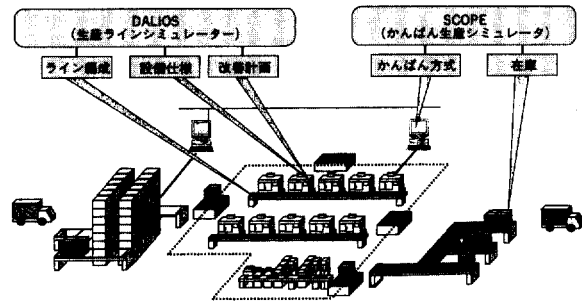 DALIOS
（生産ラインシミュレーター）
ライン編成
設備仕様
改善計画
SCOPE
（かんばん生産シミュレータ）
かんばん方式
在庫